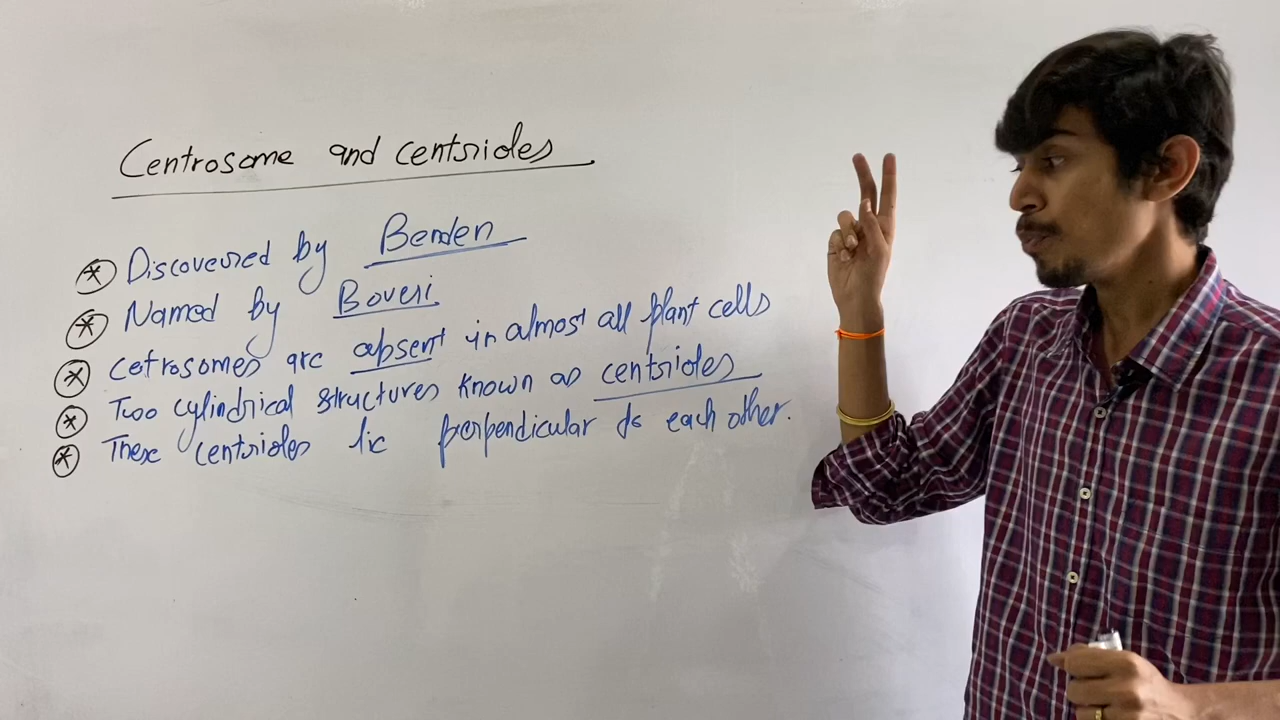 Centrosome and centrioles
Discovered by Benden
Named by Boveri
cetrosomes are absent in almost all plant cells
Two cylindrical structures known as centrioles
These centrioles lie perpendicular to each other.